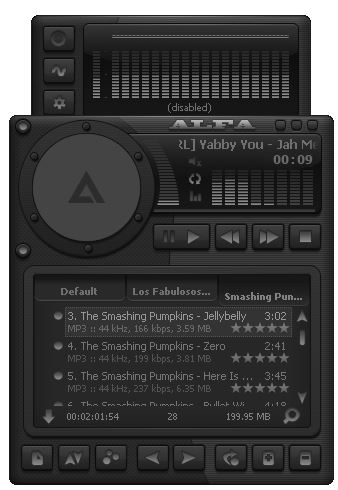 (disabled)
ALFA
RL] Yabby You - Jah Me
00:09
Default
Los Fabulosos...
Smashing Pun...
3. The Smashing Pumpkins - Jellybelly 3:02
MP3 :: 44 kHz, 166 kbps, 3.59 MB
4. The Smashing Pumpkins - Zero 2:41
MP3 :: 44 kHz, 199 kbps, 3.81 MB
5. The Smashing Pumpkins - Here Is ... 3:45
MP3 :: 44 kHz, 237 kbps, 6.35 MB
6. The Smashing Pumpkins - Bullet Wi... 4:18
00:02:01:54 28 199.95 MB